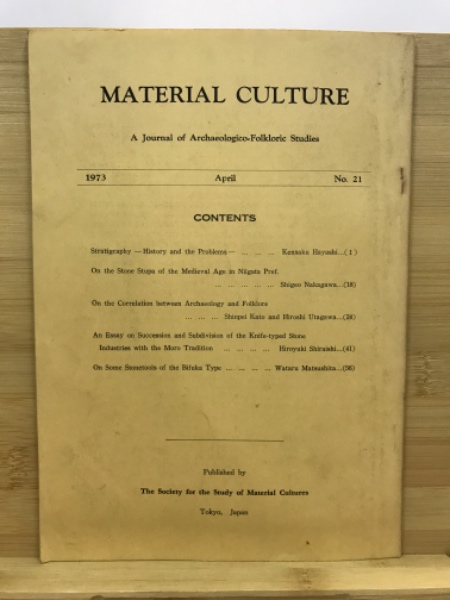 MATERIAL CULTURE
A Journal of Archaeologico-Folkloric Studies
1973 April No. 21
CONTENTS
Stratigraphy —History and the Problems— ... ... ... Kensaku Hayashi...( 1 )
On the Stone Stupa of the Medieval Age in Niigata Pref.
... ... ... ... ... Shigeo Nakagawa...(18)
On the Correlation between Archaeology and Folklore
... ... ... Shinpei Kato and Hiroshi Utagawa...(24)
An Essay on Succession and Subdivision of the Knife-typed Stone
Industries with the Moro Tradition ... ... ... Hiroyuki Shiraishi...(41)
On Some Stonetools of the Bifuka Type ... ... ... ... Wataru Matsushita...(56)
Published by
The Society for the Study of Material Cultures
Tokyo, Japan